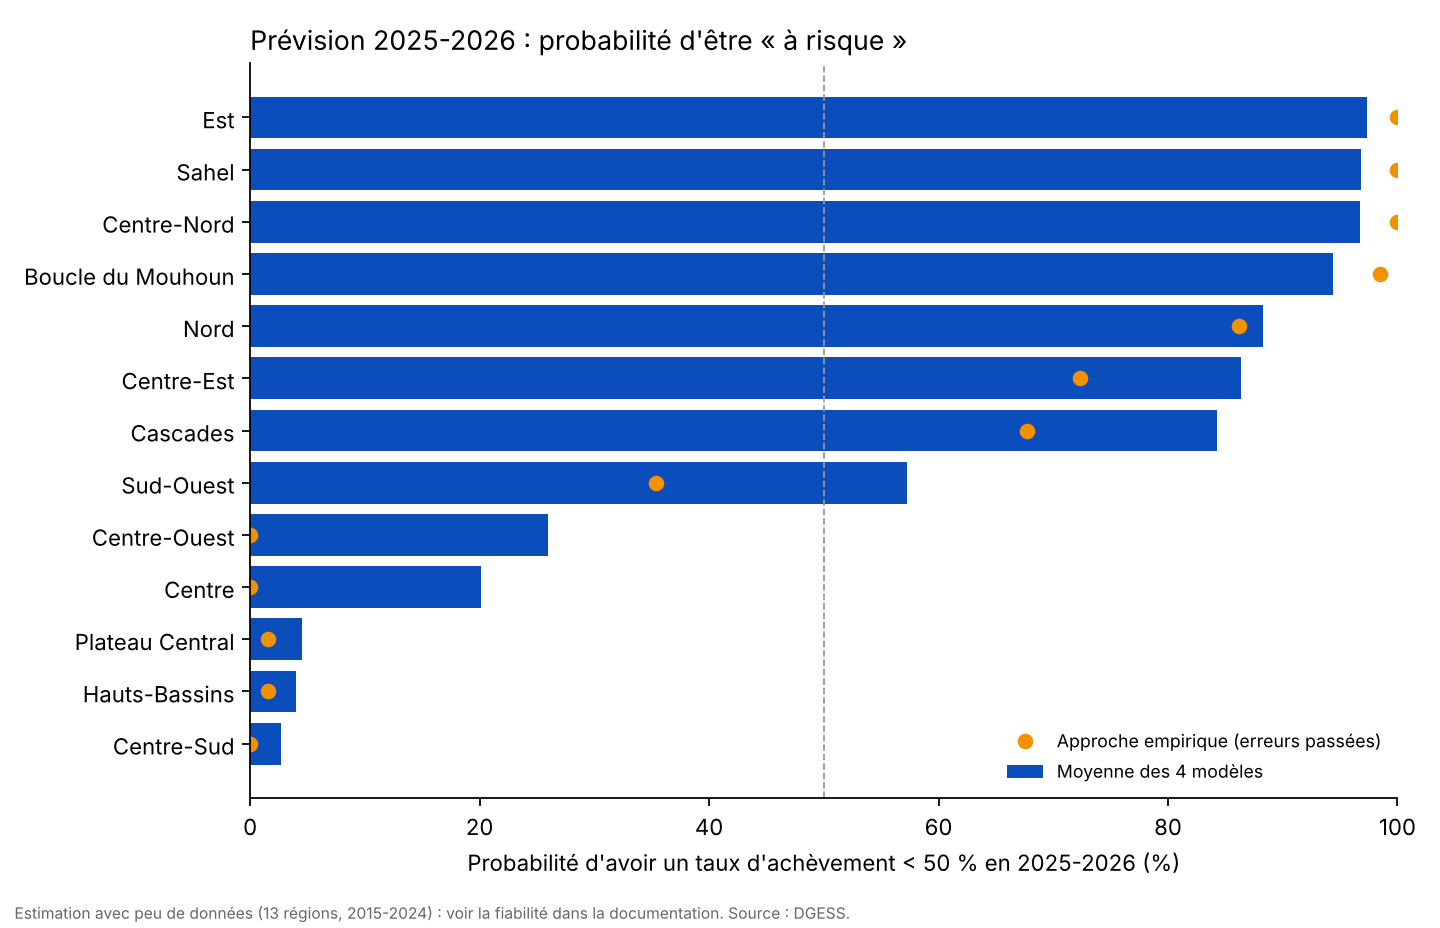 Prévision 2025-2026 : probabilité d'être « à risque »
Est
Sahel
Centre-Nord
Boucle du Mouhoun
Nord
Centre-Est
Cascades
Sud-Ouest
Centre-Ouest
Centre
Plateau Central
Hauts-Bassins
Centre-Sud
Approche empirique (erreurs passées)
Moyenne des 4 modèles
0 20 40 60 80 100
Probabilité d'avoir un taux d'achèvement < 50 % en 2025-2026 (%)
Estimation avec peu de données (13 régions, 2015-2024) : voir la fiabilité dans la documentation. Source : DGESS.